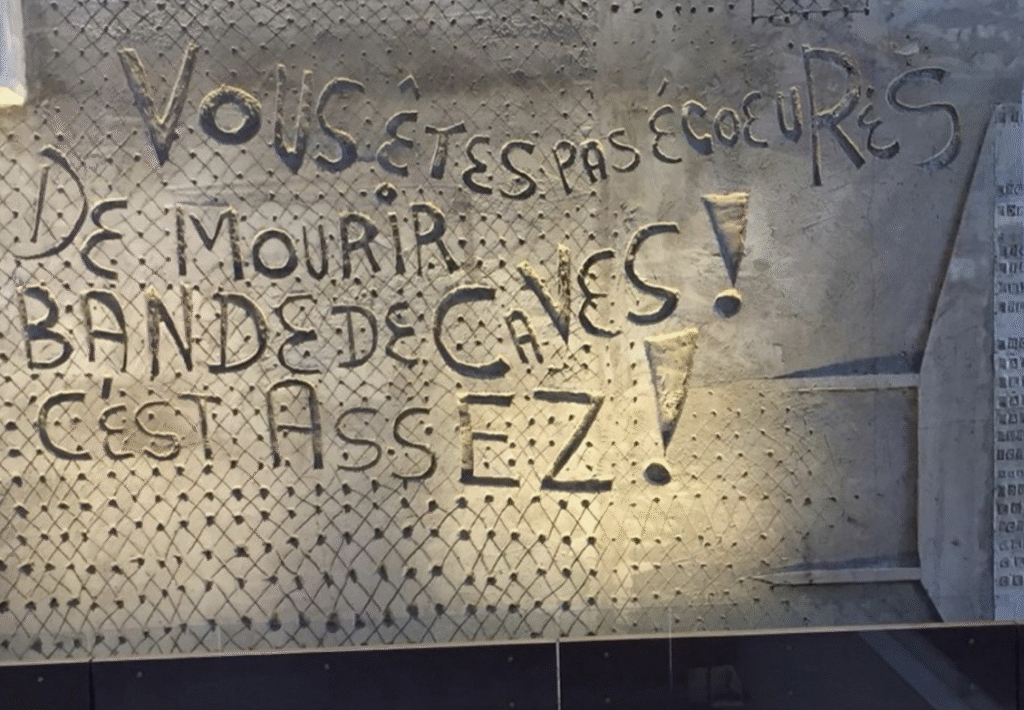 VOUS ÊTES PAS ÉCOEURÉS
DE MOURIR
BANDE DE CAVES!
C'EST ASSEZ!